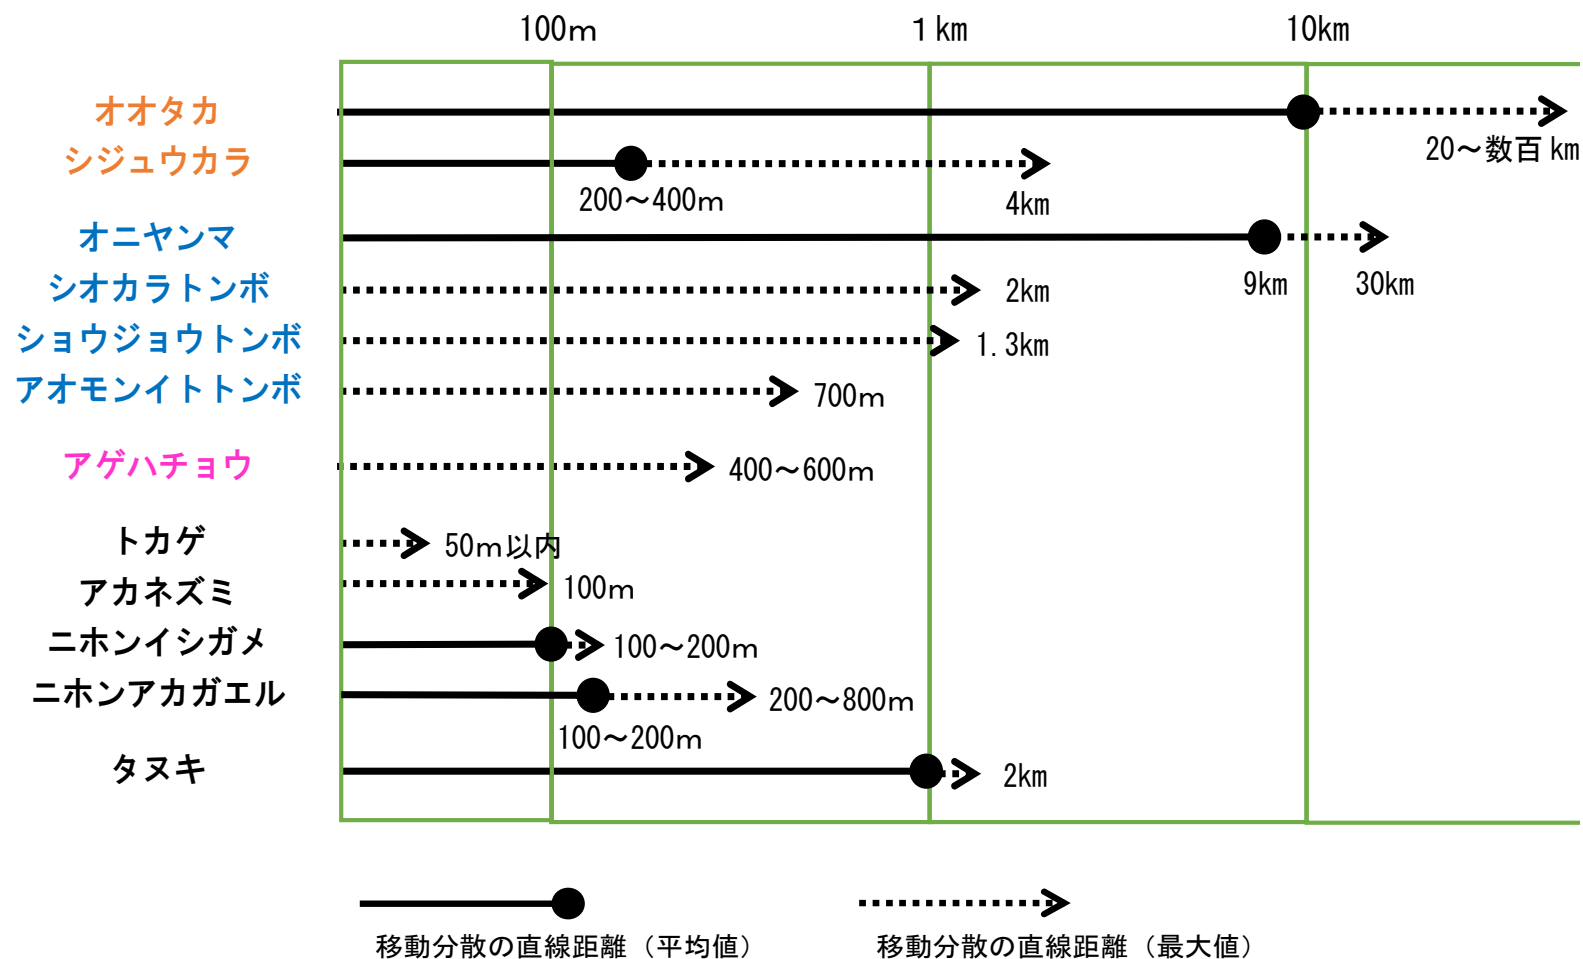 100ｍ
１km
10km
オオタカ
20～数百km
シジュウカラ
200～400ｍ
4km
オニヤンマ
9km
30km
シオカラトンボ
2km
ショウジョウトンボ
1.3km
アオモンイトトンボ
700ｍ
アゲハチョウ
400～600ｍ
トカゲ
50ｍ以内
アカネズミ
100ｍ
ニホンイシガメ
100～200ｍ
ニホンアカガエル
200～800ｍ
100～200ｍ
タヌキ
2km
移動分散の直線距離（平均値）
移動分散の直線距離（最大値）